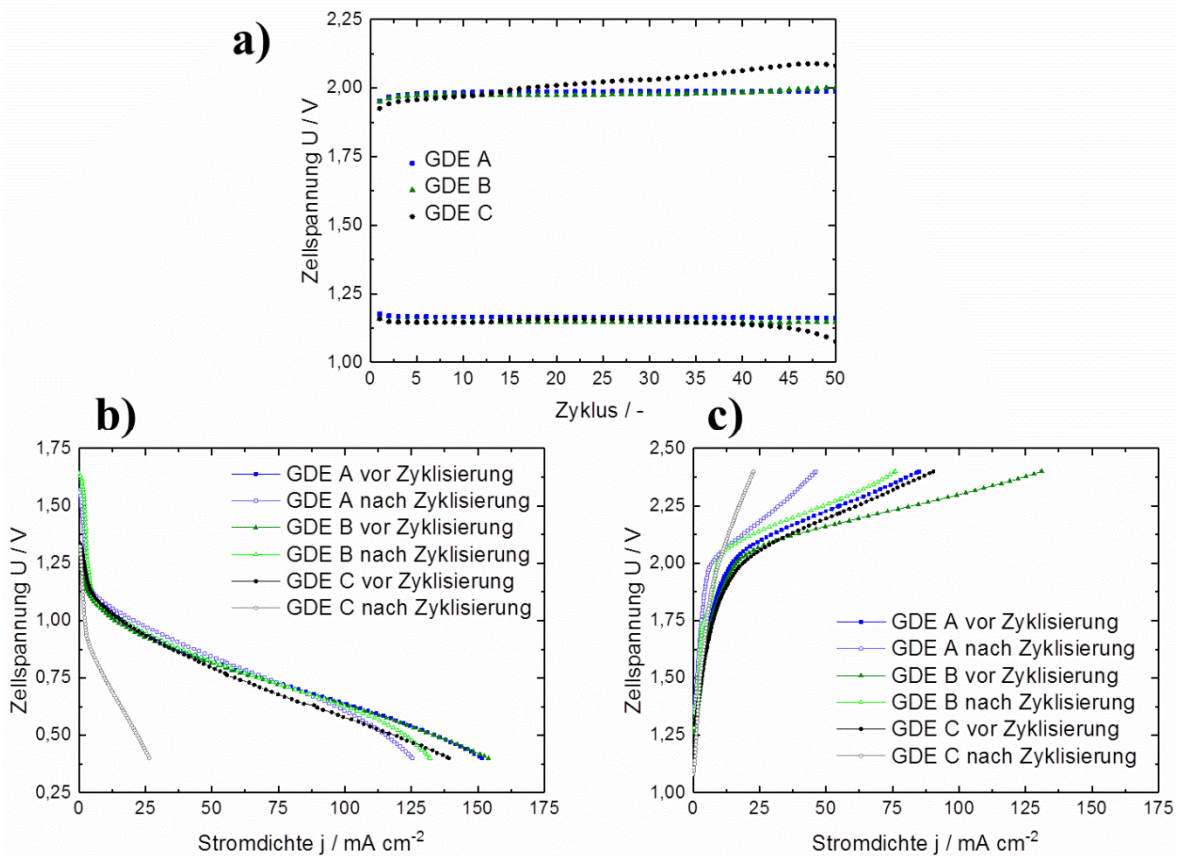 a)
2,25
2,00
1,75
1,50
1,25
1,00
Zellspannung U / V
GDE A
GDE B
GDE C
0 5 10 15 20 25 30 35 40 45 50
Zyklus / -
b)
1,75
1,50
1,25
1,00
0,75
0,50
0,25
Zellspannung U / V
GDE A vor Zyklisierung
GDE A nach Zyklisierung
GDE B vor Zyklisierung
GDE B nach Zyklisierung
GDE C vor Zyklisierung
GDE C nach Zyklisierung
0 25 50 75 100 125 150 175
Stromdichte j / mA cm⁻²
c)
2,50
2,25
2,00
1,75
1,50
1,25
1,00
Zellspannung U / V
GDE A vor Zyklisierung
GDE A nach Zyklisierung
GDE B vor Zyklisierung
GDE B nach Zyklisierung
GDE C vor Zyklisierung
GDE C nach Zyklisierung
0 25 50 75 100 125 150 175
Stromdichte j / mA cm⁻²